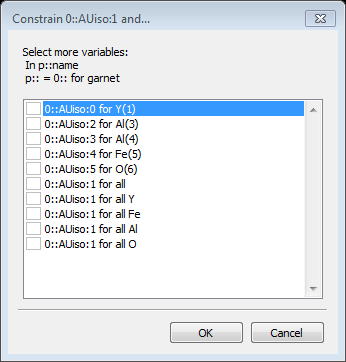 Constrain 0::AUiso:1 and...
Select more variables:
In p::name
p:: = 0:: for garnet
0::AUiso:0 for Y(1)
0::AUiso:2 for Al(3)
0::AUiso:3 for Al(4)
0::AUiso:4 for Fe(5)
0::AUiso:5 for O(6)
0::AUiso:1 for all
0::AUiso:1 for all Y
0::AUiso:1 for all Fe
0::AUiso:1 for all Al
0::AUiso:1 for all O
OK Cancel